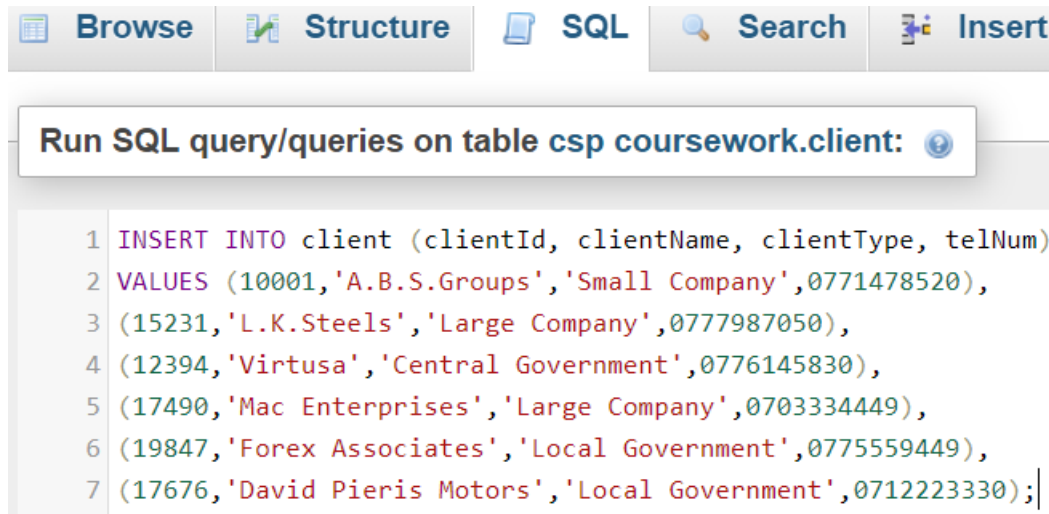 Browse Structure SQL Search Insert
Run SQL query/queries on table csp coursework.client:
1 INSERT INTO client (clientId, clientName, clientType, telNum)
2 VALUES (10001,'A.B.S.Groups','Small Company',0771478520),
3 (15231,'L.K.Steels','Large Company',0777987050),
4 (12394,'Virtusa','Central Government',0776145830),
5 (17490,'Mac Enterprises','Large Company',0703334449),
6 (19847,'Forex Associates','Local Government',0775559449),
7 (17676,'David Pieris Motors','Local Government',0712223330);